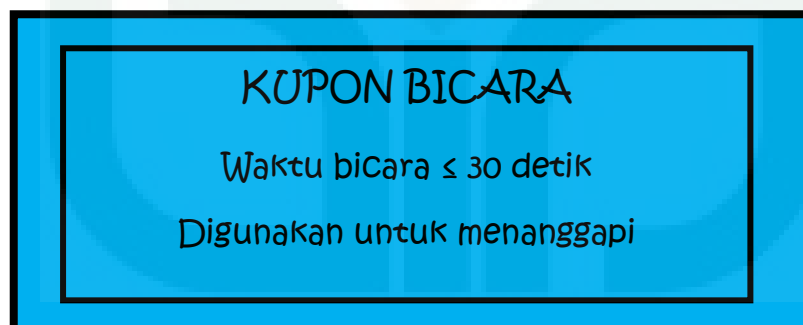 KUPON BICARA
Waktu bicara ≤ 30 detik
Digunakan untuk menanggapi